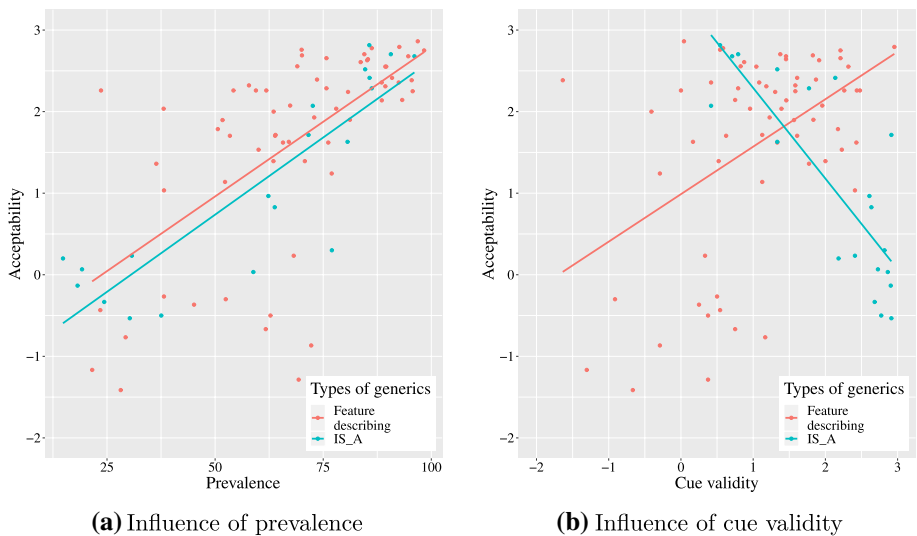 Acceptability
3
2
1
0
−1
−2
25
50
75
100
Prevalence
Types of generics
Feature
describing
IS_A
(a) Influence of prevalence
Acceptability
3
2
1
0
−1
−2
−2
−1
0
1
2
3
Cue validity
Types of generics
Feature
describing
IS_A
(b) Influence of cue validity